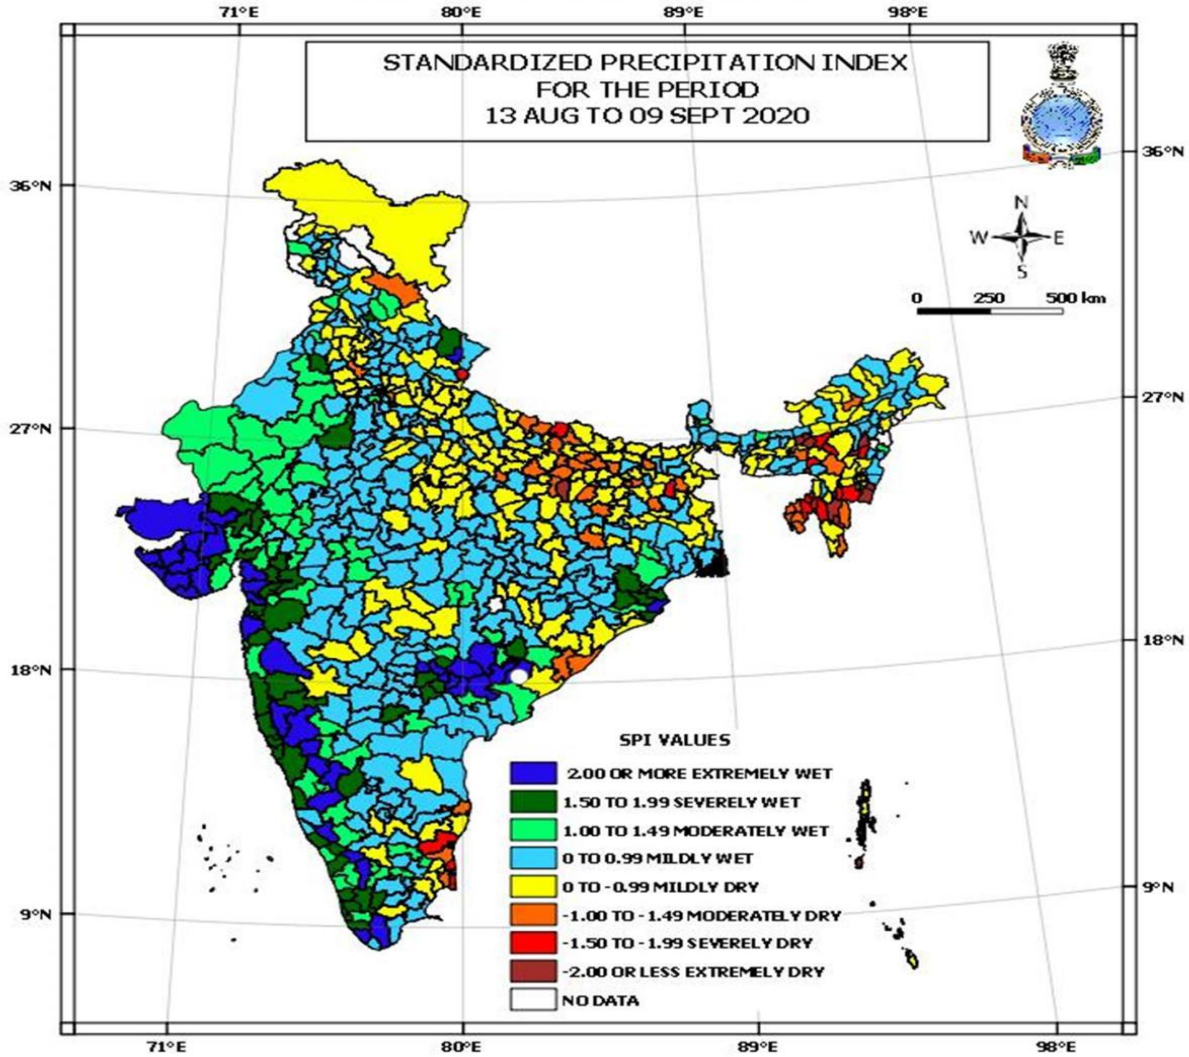 71°E 80°E 89°E 98°E
STANDARDIZED PRECIPITATION INDEX
FOR THE PERIOD
13 AUG TO 09 SEPT 2020
36°N 36°N
N
W E
S
0 250 500 km
27°N 27°N
18°N 18°N
SPI VALUES
2.00 OR MORE EXTREMELY WET
1.50 TO 1.99 SEVERELY WET
1.00 TO 1.49 MODERATELY WET
0 TO 0.99 MILDLY WET
0 TO -0.99 MILDLY DRY
-1.00 TO -1.49 MODERATELY DRY
-1.50 TO -1.99 SEVERELY DRY
-2.00 OR LESS EXTREMELY DRY
NO DATA
9°N 9°N
71°E 80°E 89°E 98°E